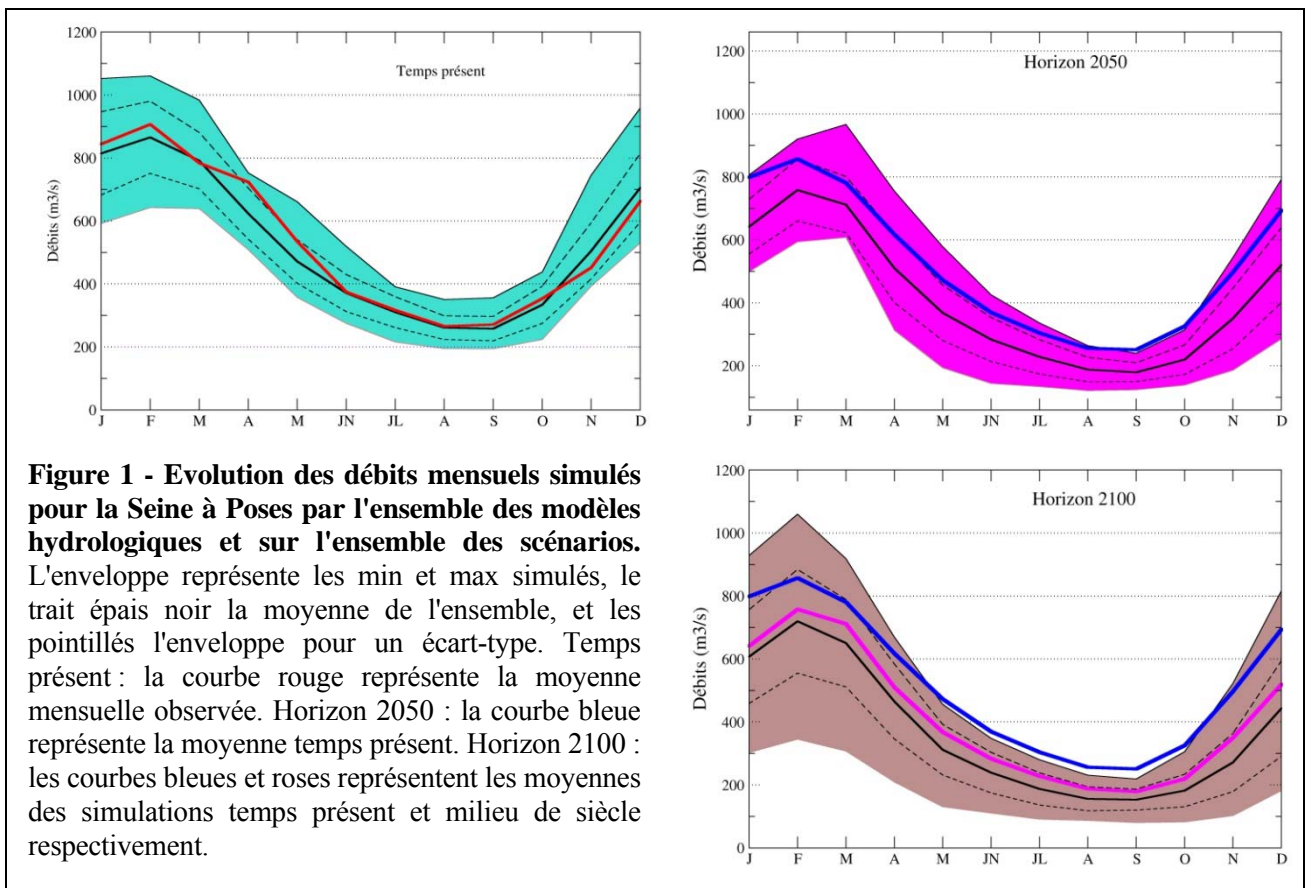 1200
1000
800
600
400
200
0
Débits (m3/s)
Temps présent
J F M A M JN JL A S O N D
1200
1000
800
600
400
200
Débits (m3/s)
Horizon 2050
J F M A M JN JL A S O N D
Figure 1 - Evolution des débits mensuels simulés
pour la Seine à Poses par l'ensemble des modèles
hydrologiques et sur l'ensemble des scénarios.
L'enveloppe représente les min et max simulés, le
trait épais noir la moyenne de l'ensemble, et les
pointillés l'enveloppe pour un écart-type. Temps
présent : la courbe rouge représente la moyenne
mensuelle observée. Horizon 2050 : la courbe bleue
représente la moyenne temps présent. Horizon 2100 :
les courbes bleues et roses représentent les moyennes
des simulations temps présent et milieu de siècle
respectivement.
1200
1000
800
600
400
200
0
Débits (m3/s)
Horizon 2100
J F M A M JN JL A S O N D